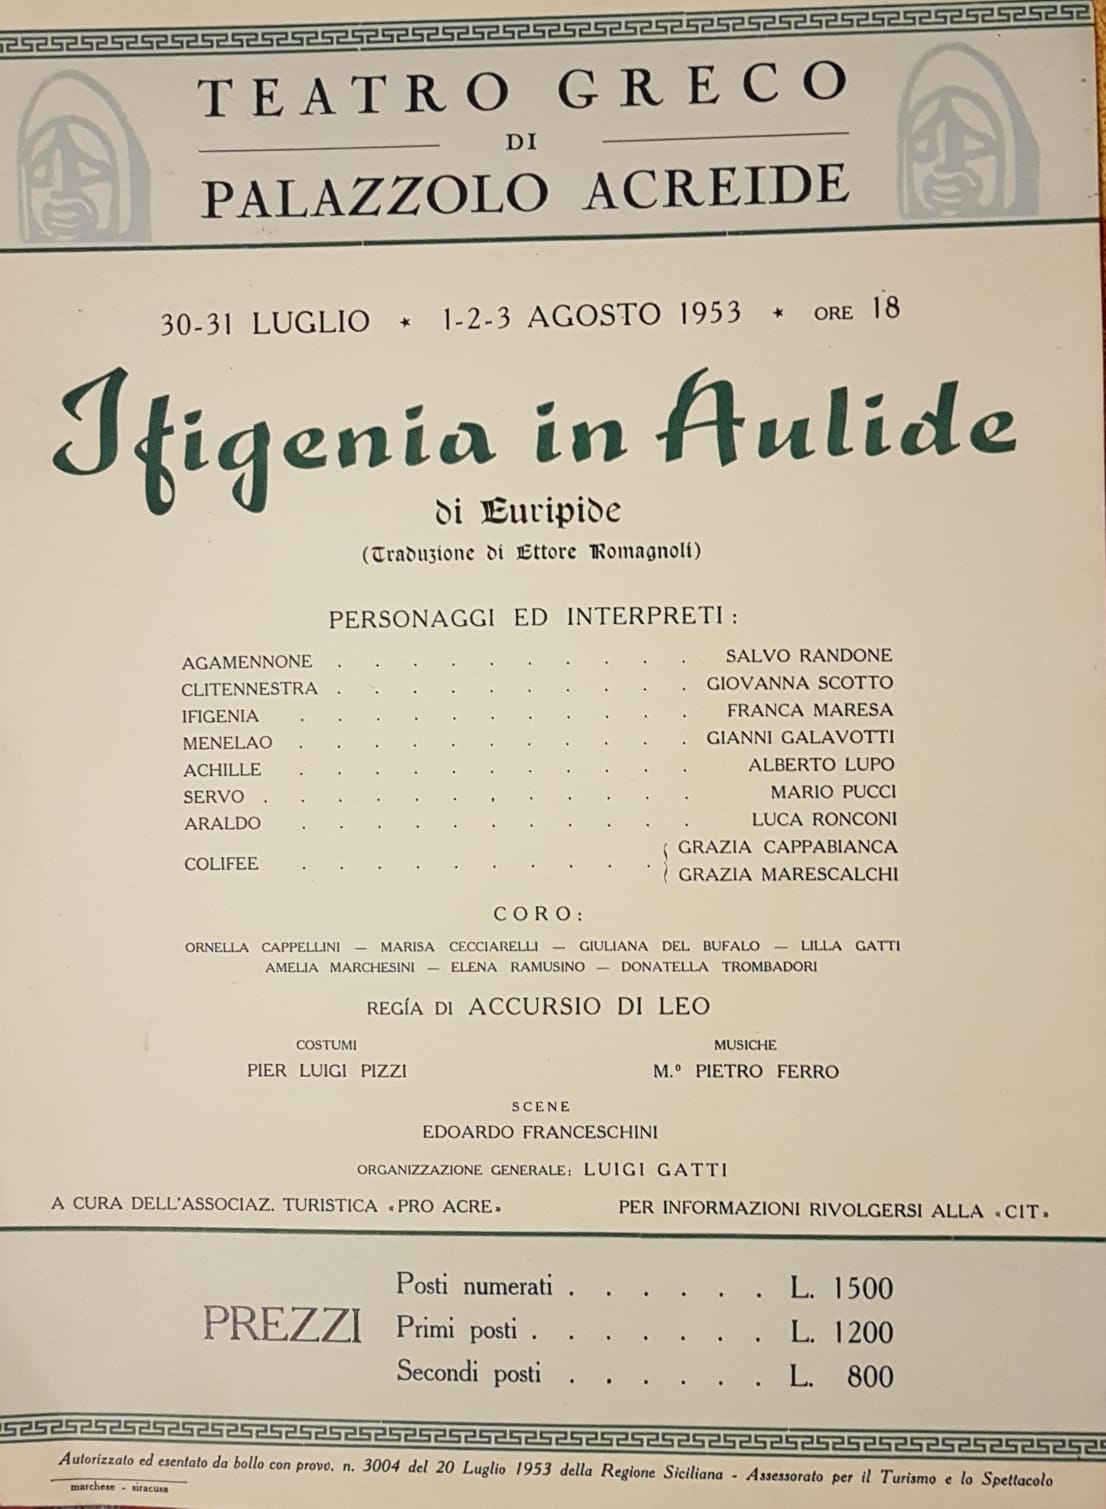 TEATRO GRECO
DI
PALAZZOLO ACREIDE
30-31 LUGLIO ★ 1-2-3 AGOSTO 1953 ★ ORE 18
Ifigenia in Aulide
di Euripide
(Traduzione di Ettore Romagnoli)
PERSONAGGI ED INTERPRETI :
AGAMENNONE . . . . . . . . . . SALVO RANDONE
CLITENNESTRA . . . . . . . . . . GIOVANNA SCOTTO
IFIGENIA . . . . . . . . . . . FRANCA MARESA
MENELAO . . . . . . . . . . . GIANNI GALAVOTTI
ACHILLE . . . . . . . . . . . ALBERTO LUPO
SERVO . . . . . . . . . . . . MARIO PUCCI
ARALDO . . . . . . . . . . . LUCA RONCONI
COLIFEE . . . . . . . . . . { GRAZIA CAPPABIANCA
GRAZIA MARESCALCHI
CORO:
ORNELLA CAPPELLINI — MARISA CECCIARELLI — GIULIANA DEL BUFALO — LILLA GATTI
AMELIA MARCHESINI — ELENA RAMUSINO — DONATELLA TROMBADORI
REGÍA DI ACCURSIO DI LEO
COSTUMI MUSICHE
PIER LUIGI PIZZI M.º PIETRO FERRO
SCENE
EDOARDO FRANCESCHINI
ORGANIZZAZIONE GENERALE: LUIGI GATTI
A CURA DELL'ASSOCIAZ. TURISTICA «PRO ACRE» PER INFORMAZIONI RIVOLGERSI ALLA «CIT»
PREZZI
Posti numerati . . . . . . L. 1500
Primi posti . . . . . . . L. 1200
Secondi posti . . . . . . L. 800
Autorizzato ed esentato da bollo con provv. n. 3004 del 20 Luglio 1953 della Regione Siciliana - Assessorato per il Turismo e lo Spettacolo
marchese - siracusa